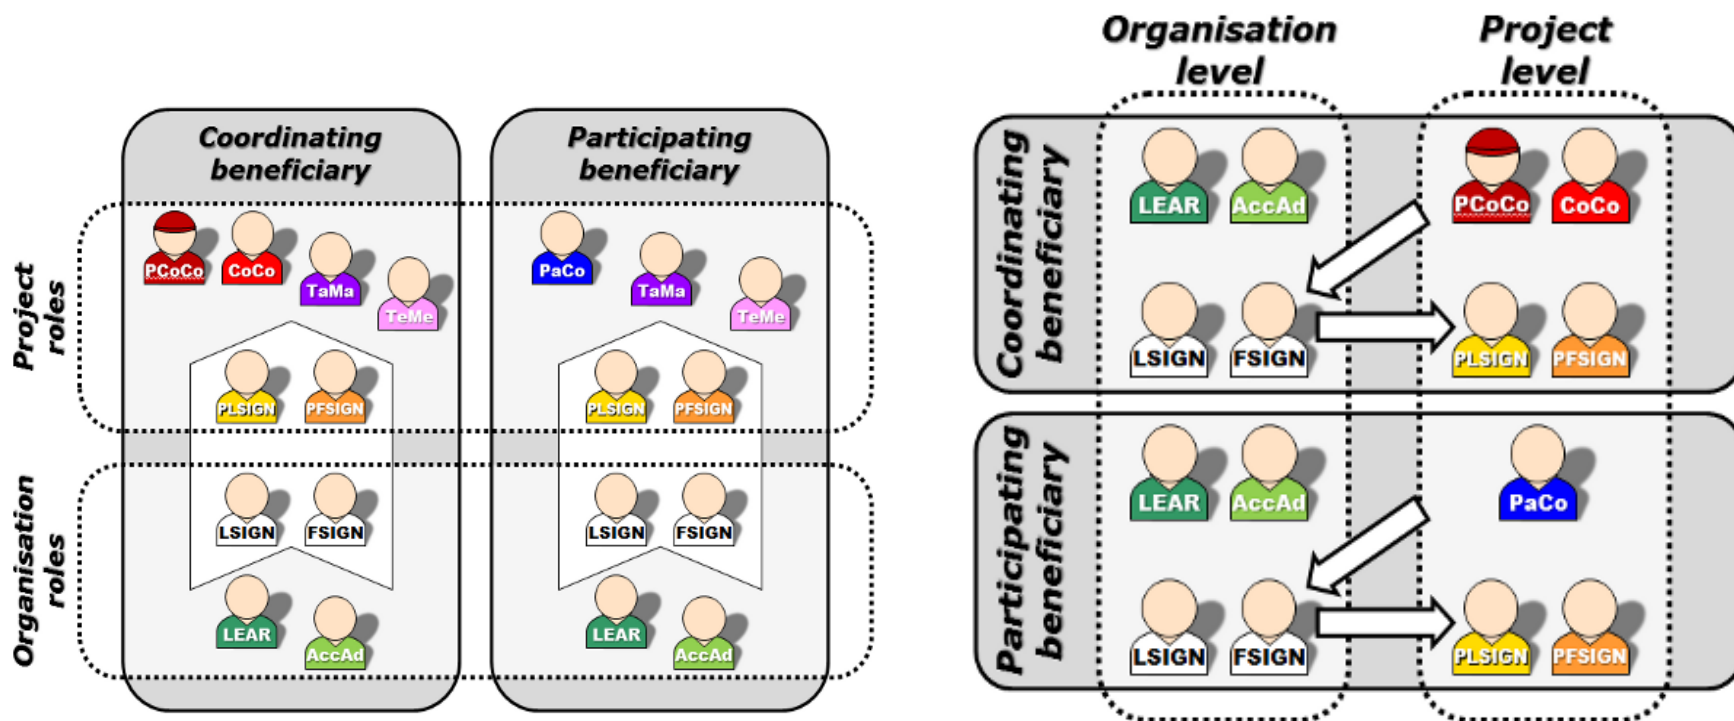 Coordinating
beneficiary
Participating
beneficiary
Project
roles
PCoCo
CoCo
TaMa
TeMe
PaCo
TaMa
TeMe
PLSIGN
PFSIGN
PLSIGN
PFSIGN
Organisation
roles
LSIGN
FSIGN
LSIGN
FSIGN
LEAR
AccAd
LEAR
AccAd
Organisation
level
Project
level
Coordinating
beneficiary
LEAR
AccAd
PCoCo
CoCo
LSIGN
FSIGN
PLSIGN
PFSIGN
Participating
beneficiary
LEAR
AccAd
PaCo
LSIGN
FSIGN
PLSIGN
PFSIGN